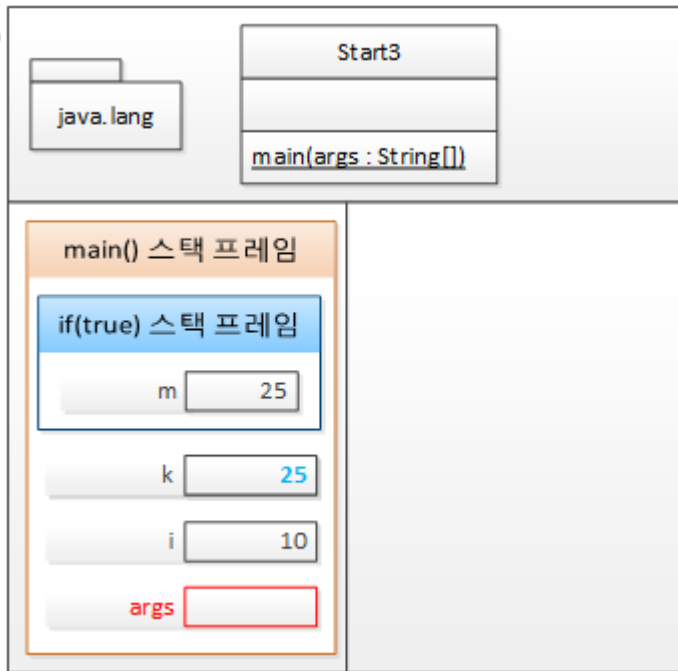 java.lang
Start3
main(args : String[])
main() 스택 프레임
if(true) 스택 프레임
m 25
k 25
i 10
args